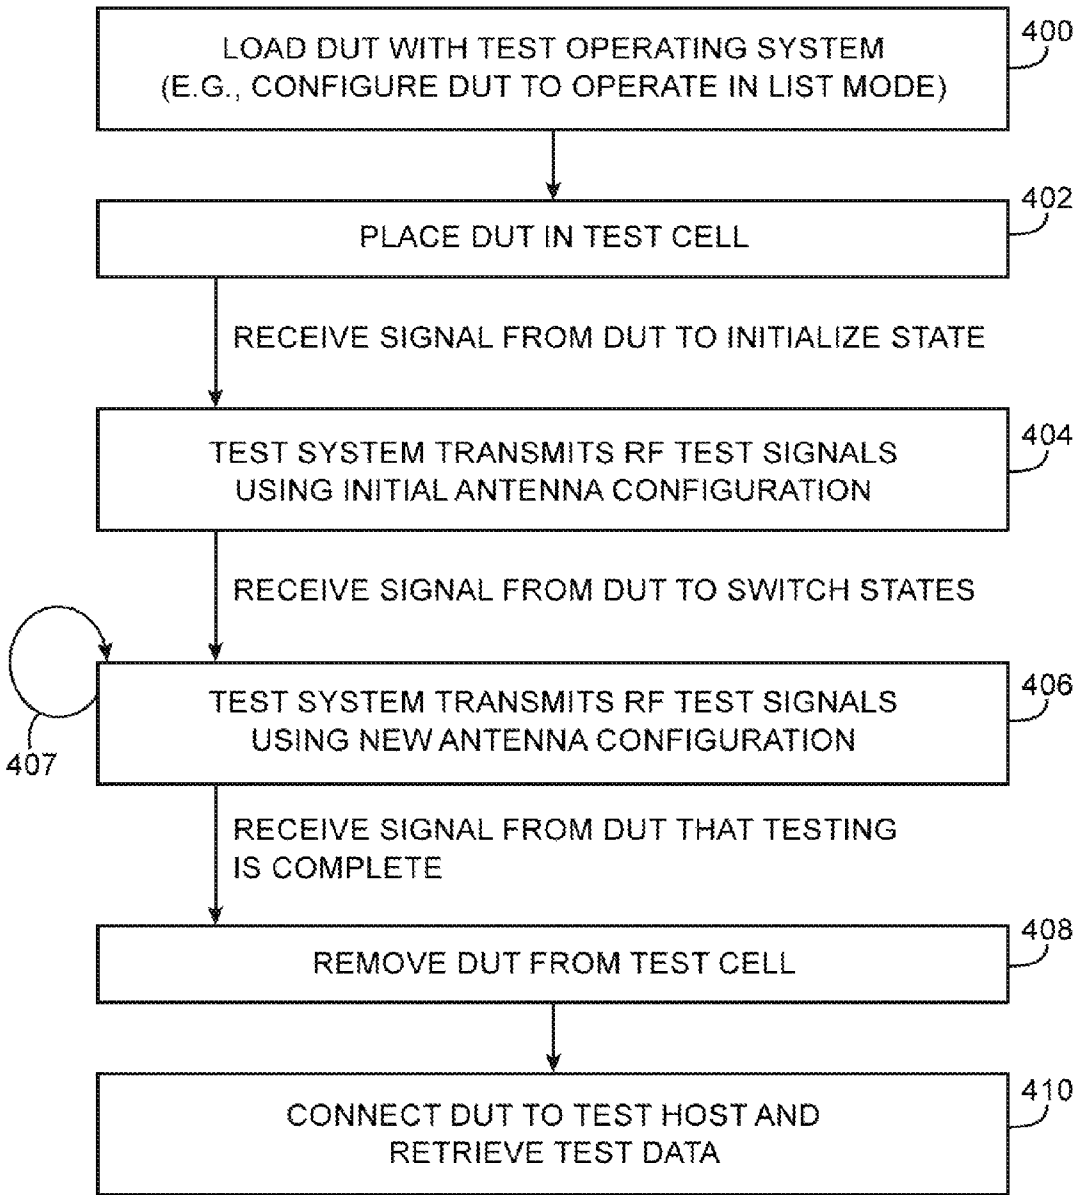 400
LOAD DUT WITH TEST OPERATING SYSTEM
(E.G., CONFIGURE DUT TO OPERATE IN LIST MODE)
402
PLACE DUT IN TEST CELL
RECEIVE SIGNAL FROM DUT TO INITIALIZE STATE
404
TEST SYSTEM TRANSMITS RF TEST SIGNALS
USING INITIAL ANTENNA CONFIGURATION
RECEIVE SIGNAL FROM DUT TO SWITCH STATES
406
TEST SYSTEM TRANSMITS RF TEST SIGNALS
USING NEW ANTENNA CONFIGURATION
407
RECEIVE SIGNAL FROM DUT THAT TESTING
IS COMPLETE
408
REMOVE DUT FROM TEST CELL
410
CONNECT DUT TO TEST HOST AND
RETRIEVE TEST DATA